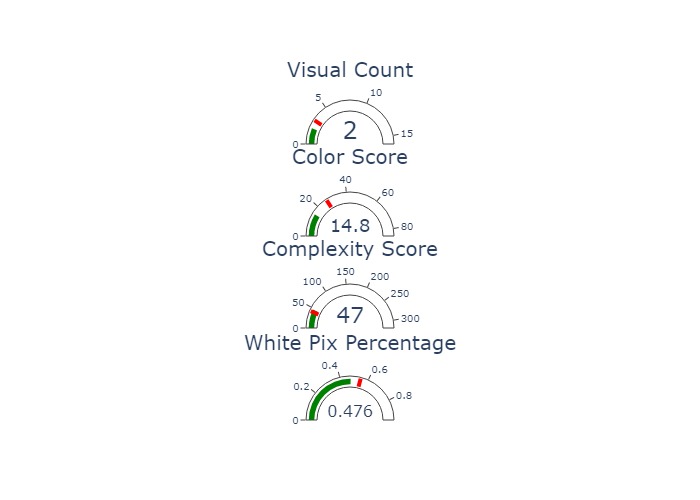 Visual Count
0 5 10 15
2
Color Score
0 20 40 60 80
14.8
Complexity Score
0 50 100 150 200 250 300
47
White Pix Percentage
0 0.2 0.4 0.6 0.8
0.476